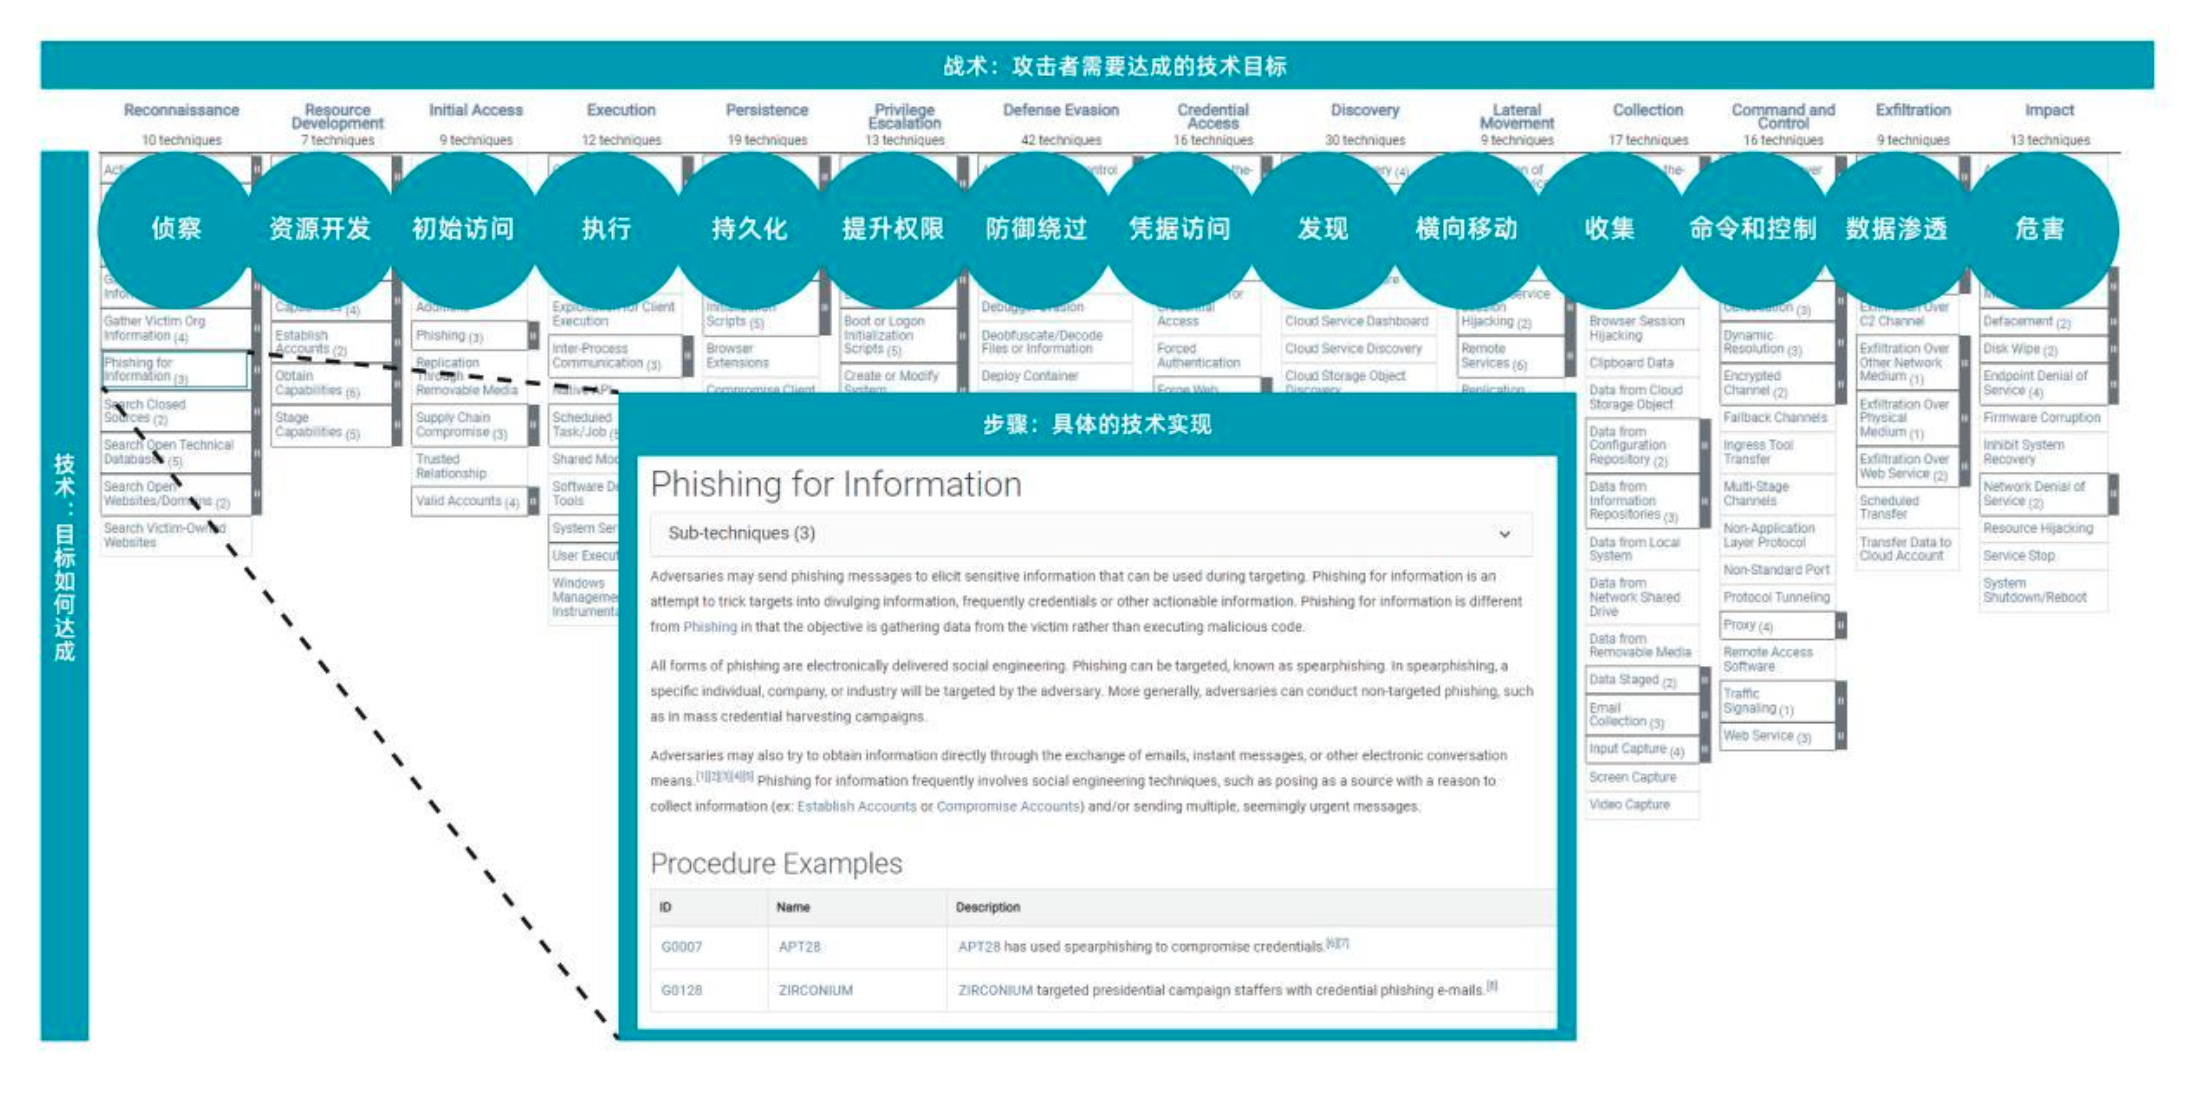 战术：攻击者需要达成的技术目标
Reconnaissance
10 techniques
Resource
Development
7 techniques
Initial Access
9 techniques
Execution
12 techniques
Persistence
19 techniques
Privilege
Escalation
13 techniques
Defense Evasion
42 techniques
Credential
Access
16 techniques
Discovery
30 techniques
Lateral
Movement
9 techniques
Collection
17 techniques
Command and
Control
16 techniques
Exfiltration
9 techniques
Impact
13 techniques
技术：目标如何达成
侦察
资源开发
初始访问
执行
持久化
提升权限
防御绕过
凭据访问
发现
横向移动
收集
命令和控制
数据渗透
危害
Gather Victim Org
Information (4)
Phishing for
Information (3)
Search Closed
Sources (2)
Search Open Technical
Databases (5)
Search Open
Websites/Domains (2)
Search Victim-Owned
Websites
(4)
Establish
Accounts (2)
Obtain
Capabilities (6)
Stage
Capabilities (5)
Phishing (3)
Replication
Through
Removable Media
Supply Chain
Compromise (3)
Trusted
Relationship
Valid Accounts (4)
for Client
Execution
Inter-Process
Communication (3)
Native API
Scheduled
Task/Job
Shared
Software
Tools
System
User
Windows
Scripts (5)
Browser
Extensions
Compromise Client
Boot or Logon
Initialization
Scripts (5)
Create or Modify
System
Deobfuscate/Decode
Files or Information
Deploy Container
for
Access
Forced
Authentication
Forge Web
Cloud Service Dashboard
Cloud Service Discovery
Cloud Storage Object
Discovery
Hijacking (2)
Remote
Services (6)
Replication
Browser Session
Hijacking
Clipboard Data
Data from Cloud
Storage Object
Data from
Configuration
Repository (2)
Data from
Information
Repositories (3)
Data from Local
System
Data from
Network Shared
Drive
Data from
Removable Media
Data Staged (2)
Email
Collection (3)
Input Capture (4)
Screen Capture
Video Capture
(3)
Dynamic
Resolution (3)
Encrypted
Channel (2)
Fallback Channels
Ingress Tool
Transfer
Multi-Stage
Channels
Non-Application
Layer Protocol
Non-Standard Port
Protocol Tunneling
Proxy (4)
Remote Access
Software
Traffic
Signaling (1)
Web Service (3)
Exfiltration Over
C2 Channel
Exfiltration Over
Other Network
Medium (1)
Exfiltration Over
Physical
Medium (1)
Exfiltration Over
Web Service (2)
Scheduled
Transfer
Transfer Data to
Cloud Account
Defacement (2)
Disk Wipe (2)
Endpoint Denial of
Service (4)
Firmware Corruption
Inhibit System
Recovery
Network Denial of
Service (2)
Resource Hijacking
Service Stop
System
Shutdown/Reboot
步骤：具体的技术实现
Phishing for Information
Sub-techniques (3)
Adversaries may send phishing messages to elicit sensitive information that can be used during targeting. Phishing for information is an
attempt to trick targets into divulging information, frequently credentials or other actionable information. Phishing for information is different
from Phishing in that the objective is gathering data from the victim rather than executing malicious code.
All forms of phishing are electronically delivered social engineering. Phishing can be targeted, known as spearphishing. In spearphishing, a
specific individual, company, or industry will be targeted by the adversary. More generally, adversaries can conduct non-targeted phishing, such
as in mass credential harvesting campaigns.
Adversaries may also try to obtain information directly through the exchange of emails, instant messages, or other electronic conversation
means.[1][2][3][4][5] Phishing for information frequently involves social engineering techniques, such as posing as a source with a reason to
collect information (ex: Establish Accounts or Compromise Accounts) and/or sending multiple, seemingly urgent messages.
Procedure Examples
ID Name Description
G0007 APT28 APT28 has used spearphishing to compromise credentials.[6][7]
G0128 ZIRCONIUM ZIRCONIUM targeted presidential campaign staffers with credential phishing e-mails.[8]